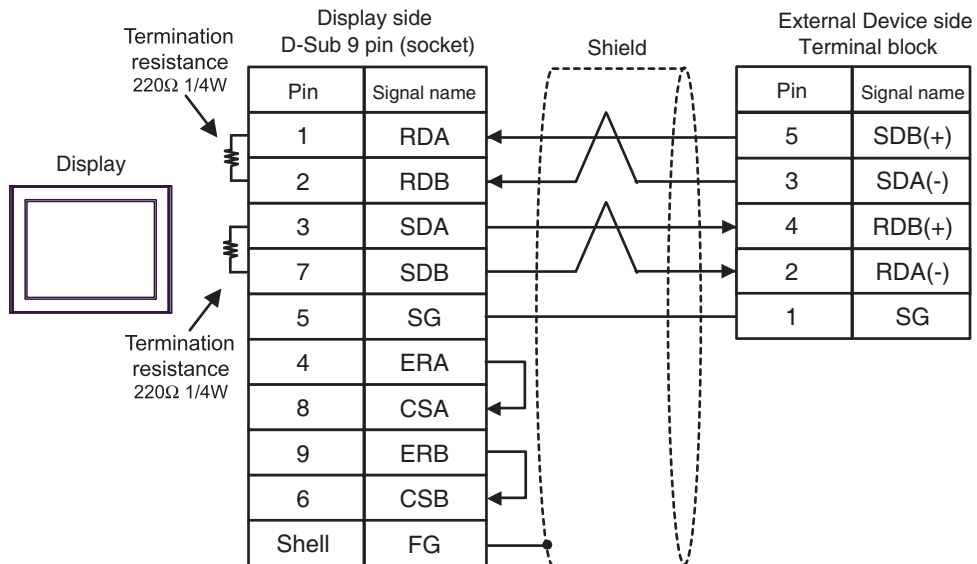 Display side
D-Sub 9 pin (socket)
External Device side
Terminal block
Shield
Termination
resistance
220Ω 1/4W
Display
Termination
resistance
220Ω 1/4W
Pin Signal name
1 RDA
2 RDB
3 SDA
7 SDB
5 SG
4 ERA
8 CSA
9 ERB
6 CSB
Shell FG
Pin Signal name
5 SDB(+)
3 SDA(-)
4 RDB(+)
2 RDA(-)
1 SG